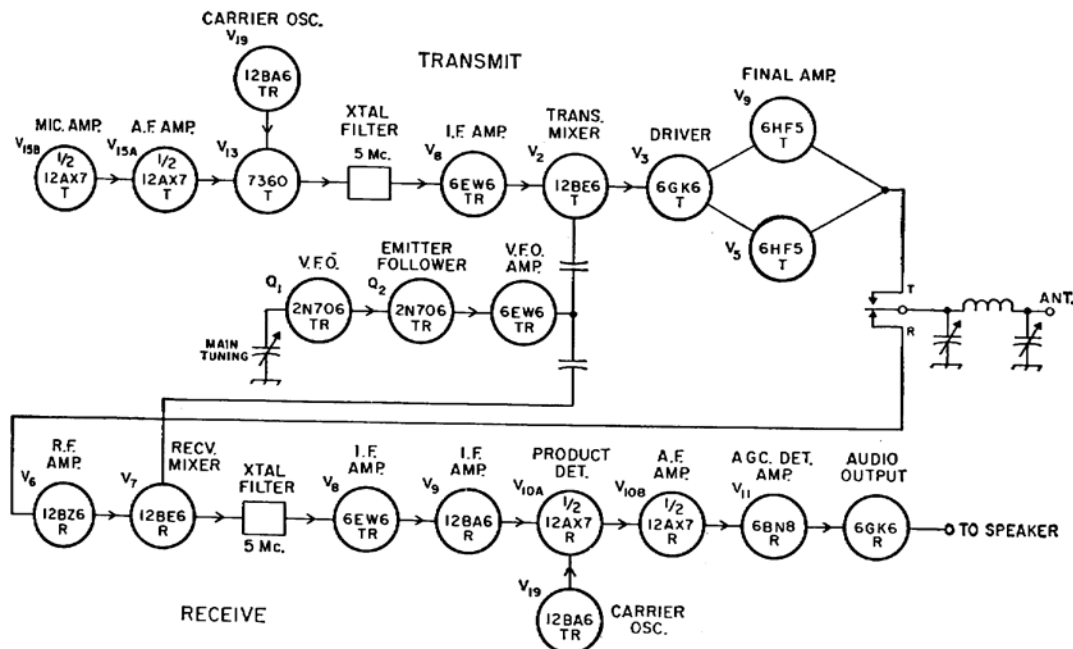 CARRIER OSC.
V19
12BA6
TR
TRANSMIT
MIC. AMP.
V15B
1/2
12AX7
T
A.F. AMP.
V15A
1/2
12AX7
T
V13
7360
T
XTAL
FILTER
5 Mc.
I.F. AMP.
V8
6EW6
TR
TRANS.
MIXER
V2
12BE6
T
DRIVER
V3
6GK6
T
FINAL AMP.
V9
6HF5
T
V5
6HF5
T
V.F.O.
Q1
2N706
TR
EMITTER
FOLLOWER
Q2
2N706
TR
V.F.O.
AMP.
6EW6
TR
MAIN
TUNING
T
R
ANT.
R.F.
AMP.
V6
12BZ6
R
RECV.
MIXER
V7
12BE6
R
XTAL
FILTER
5 Mc.
I.F.
AMP.
V8
6EW6
TR
I.F.
AMP.
V9
12BA6
R
PRODUCT
DET.
V10A
1/2
12AX7
R
A.F.
AMP.
V10B
1/2
12AX7
R
AGC. DET.
AMP.
V11
6BN8
R
AUDIO
OUTPUT
6GK6
R
TO SPEAKER
V19
12BA6
TR
CARRIER
OSC.
RECEIVE